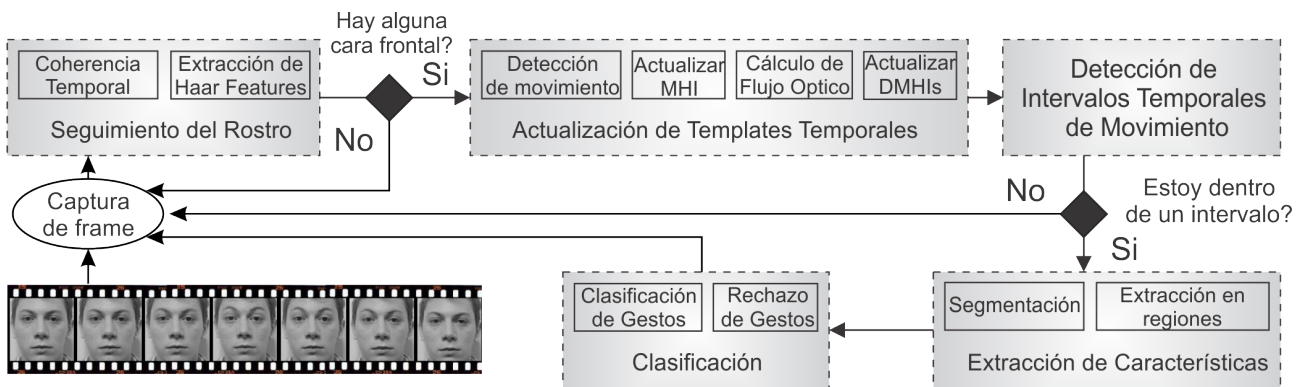 Hay alguna
cara frontal?
Coherencia
Temporal
Extracción de
Haar Features
Seguimiento del Rostro
Si
No
Detección
de movimiento
Actualizar
MHI
Cálculo de
Flujo Optico
Actualizar
DMHIs
Actualización de Templates Temporales
Detección de
Intervalos Temporales
de Movimiento
No
Estoy dentro
de un intervalo?
Si
Captura
de frame
Clasificación
de Gestos
Rechazo
de Gestos
Clasificación
Segmentación
Extracción en
regiones
Extracción de Características